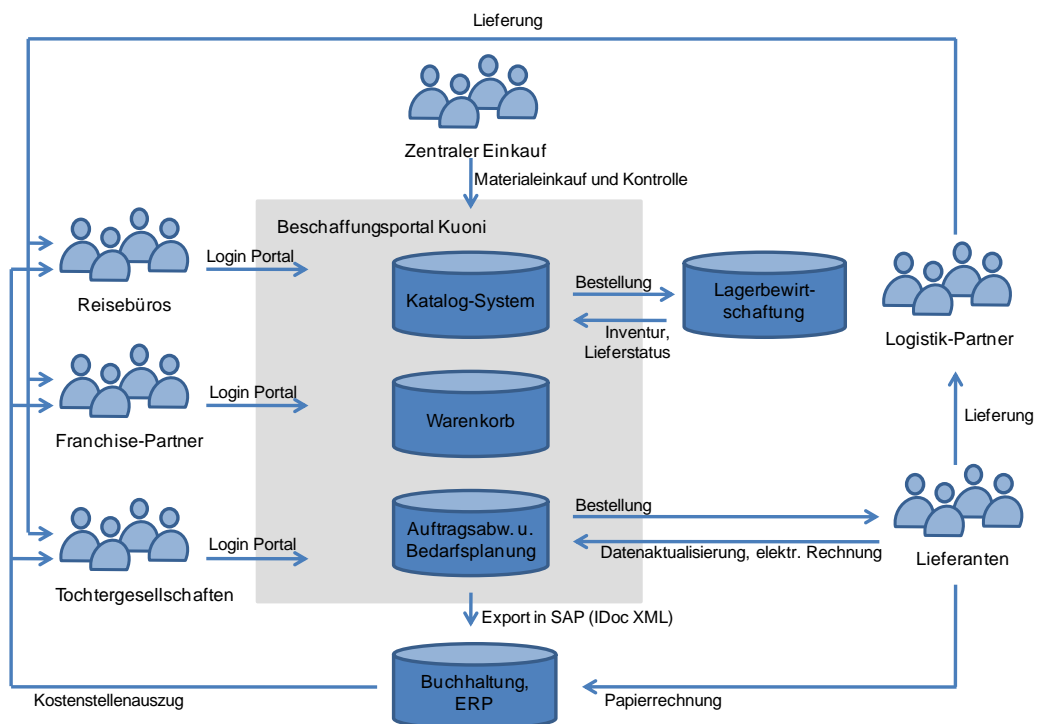 Lieferung
Zentraler Einkauf
Materialeinkauf und Kontrolle
Beschaffungsportal Kuoni
Login Portal
Reisebüros
Katalog-System
Bestellung
Lagerbewirt-
schaftung
Inventur,
Lieferstatus
Logistik-Partner
Login Portal
Franchise-Partner
Warenkorb
Lieferung
Login Portal
Tochtergesellschaften
Auftragsabw. u.
Bedarfsplanung
Bestellung
Datenaktualisierung, elektr. Rechnung
Lieferanten
Export in SAP (IDoc XML)
Buchhaltung,
ERP
Kostenstellenauszug
Papierrechnung